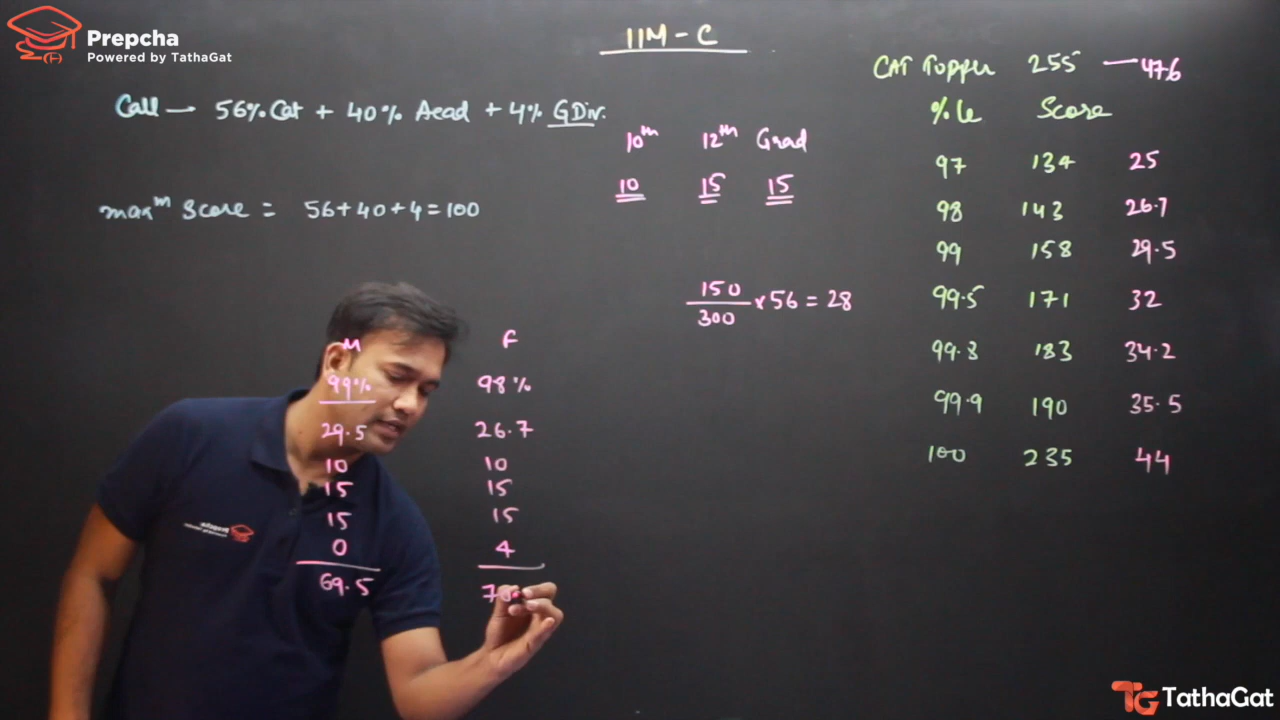 Prepcha
Powered by TathaGat
IIM - C
Call → 56% Cat + 40% Acad + 4% GDiv.
max^m Score = 56+40+4=100
10th 12th Grad
10 15 15
150/300 × 56 = 28
CAT Topper 255 — 47.6
%le Score
97 134 25
98 143 26.7
99 158 29.5
99.5 171 32
99.8 183 34.2
99.9 190 35.5
100 235 44
M F
99% 98%
29.5 26.7
10 10
15 15
15 15
0 4
69.5
TG TathaGat